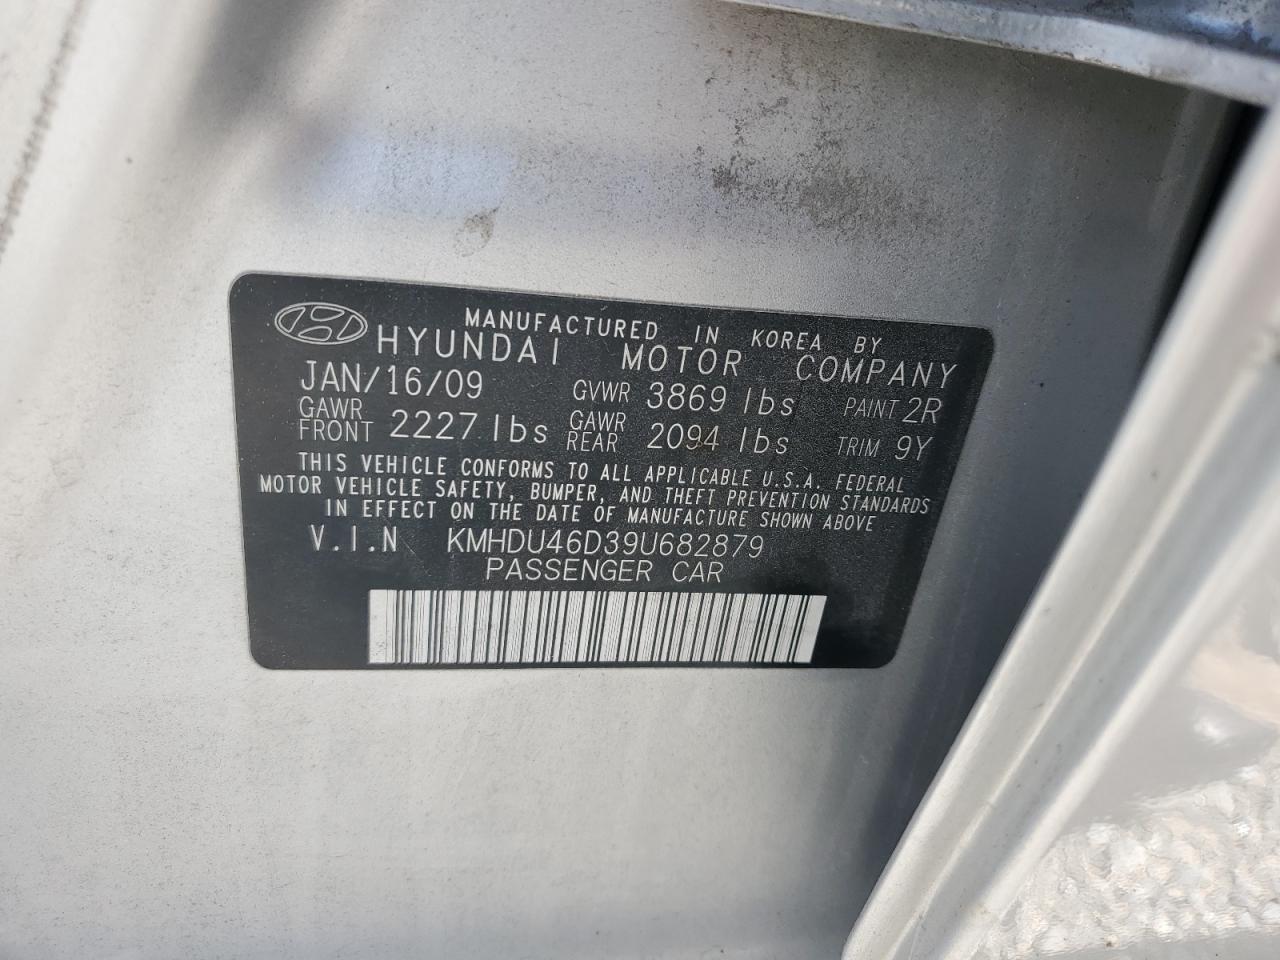 MANUFACTURED IN KOREA BY
HYUNDAI MOTOR COMPANY
JAN/16/09 GVWR 3869 lbs PAINT 2R
GAWR FRONT 2227 lbs GAWR REAR 2094 lbs TRIM 9Y
THIS VEHICLE CONFORMS TO ALL APPLICABLE U.S.A. FEDERAL
MOTOR VEHICLE SAFETY, BUMPER, AND THEFT PREVENTION STANDARDS
IN EFFECT ON THE DATE OF MANUFACTURE SHOWN ABOVE
V.I.N KMHDU46D39U682879
PASSENGER CAR